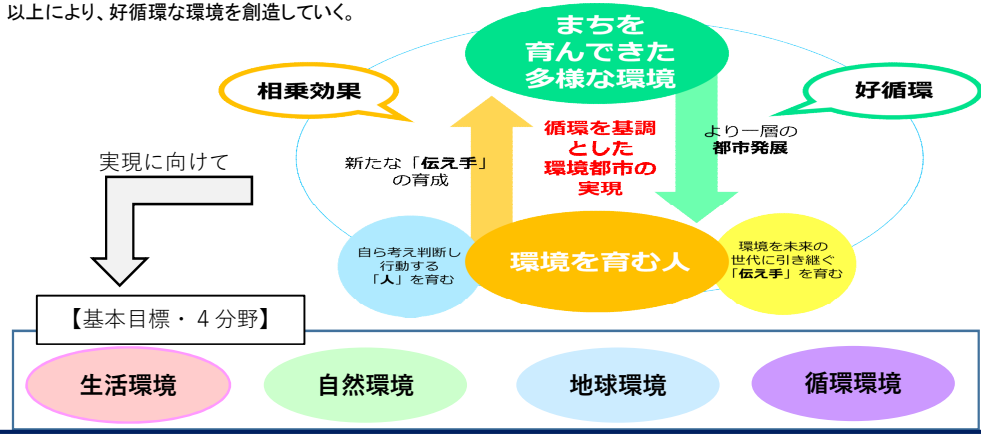 以上により、好循環な環境を創造していく。
まちを
育んできた
多様な環境
相乗効果
好循環
循環を基調
とした
環境都市の
実現
より一層の
都市発展
実現に向けて
新たな「伝え手」
の育成
自ら考え判断し
行動する
「人」を育む
環境を育む人
環境を未来の
世代に引き継ぐ
「伝え手」を育む
【基本目標・４分野】
生活環境
自然環境
地球環境
循環環境